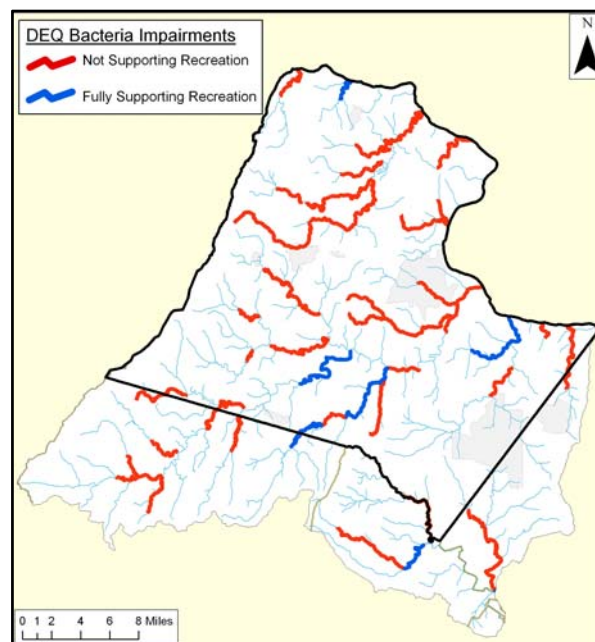 DEQ Bacteria Impairments
Not Supporting Recreation
Fully Supporting Recreation
N
0 1 2 4 6 8 Miles